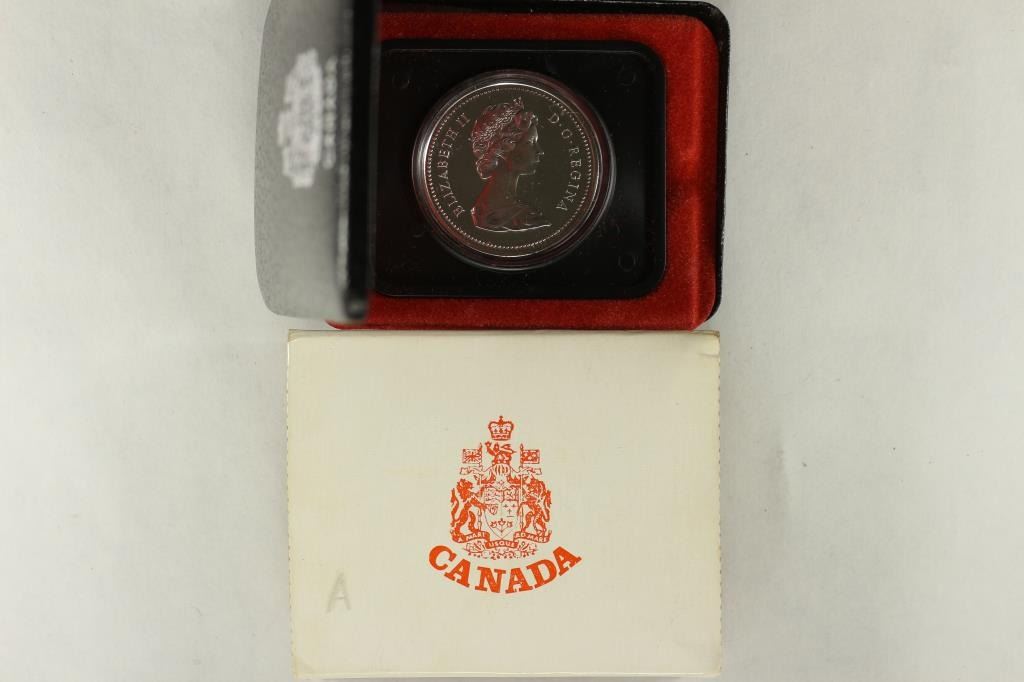 ELIZABETH II D·G·REGINA
A MARI USQUE AD MARE
CANADA
A